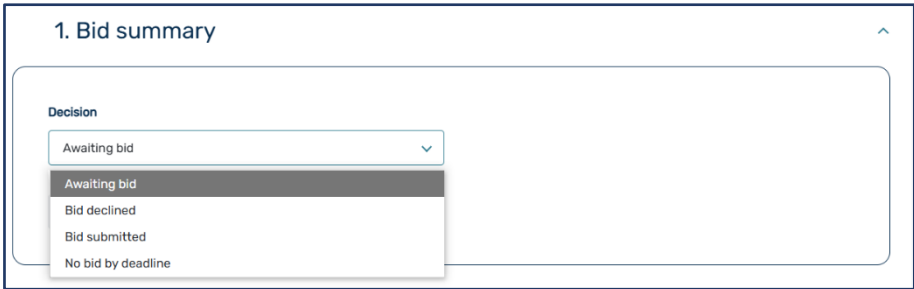 1. Bid summary
Decision
Awaiting bid
Awaiting bid
Bid declined
Bid submitted
No bid by deadline